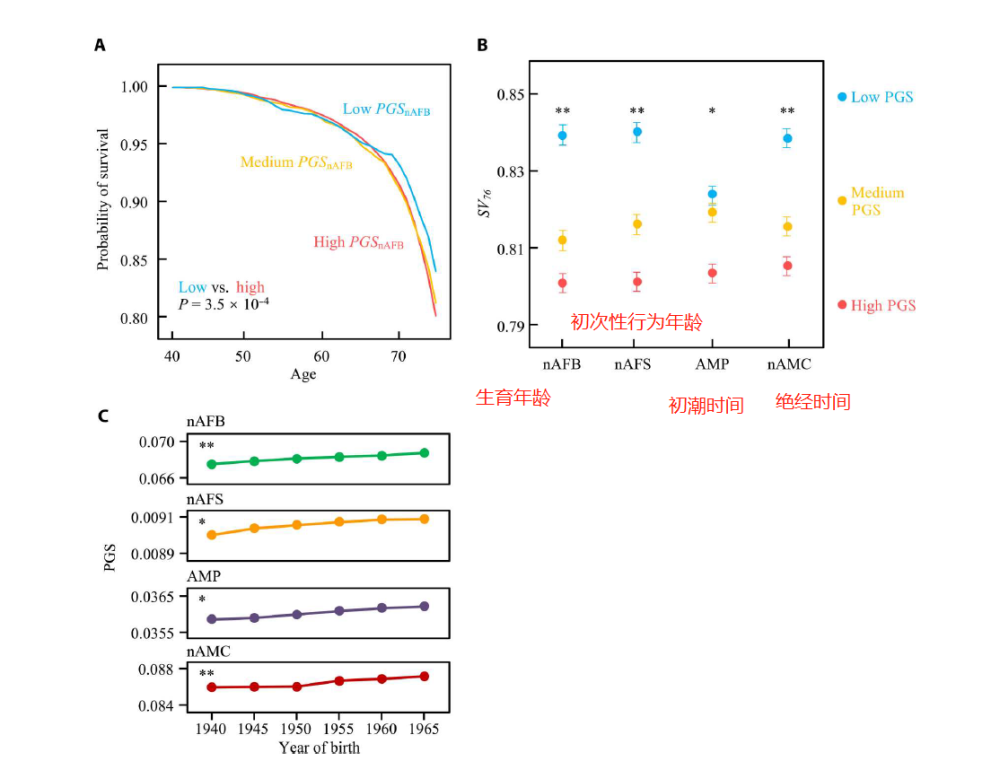 A
1.00
0.95
0.90
0.85
0.80
Probability of survival
Low PGSnAFB
Medium PGSnAFB
High PGSnAFB
Low vs. high
P = 3.5 × 10⁻⁴
40 50 60 70
Age
B
0.85
0.83
0.81
0.79
SV76
** ** * **
初次性行为年龄
nAFB nAFS AMP nAMC
生育年龄 初潮时间 绝经时间
Low PGS
Medium
PGS
High PGS
C
nAFB
0.070
**
0.066
nAFS
0.0091
*
0.0089
PGS
AMP
0.0365
*
0.0355
nAMC
0.088
**
0.084
1940 1945 1950 1955 1960 1965
Year of birth